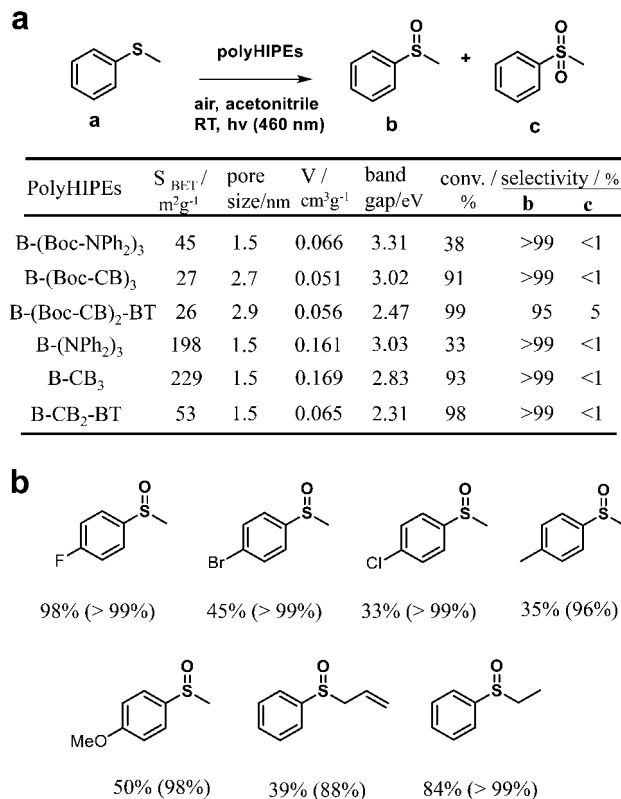 a
S
polyHIPEs
air, acetonitrile
RT, hv (460 nm)
O
S
+
O
S
O
a
b
c
PolyHIPEs S BET / m²g⁻¹ pore size/nm V / cm³g⁻¹ band gap/eV conv. / % selectivity / % b c
B-(Boc-NPh₂)₃ 45 1.5 0.066 3.31 38 >99 <1
B-(Boc-CB)₃ 27 2.7 0.051 3.02 91 >99 <1
B-(Boc-CB)₂-BT 26 2.9 0.056 2.47 99 95 5
B-(NPh₂)₃ 198 1.5 0.161 3.03 33 >99 <1
B-CB₃ 229 1.5 0.169 2.83 93 >99 <1
B-CB₂-BT 53 1.5 0.065 2.31 98 >99 <1
b
O O O O
S S S S
F Br Cl
98% (> 99%) 45% (> 99%) 33% (> 99%) 35% (96%)
O O O
S S S
MeO
50% (98%) 39% (88%) 84% (> 99%)